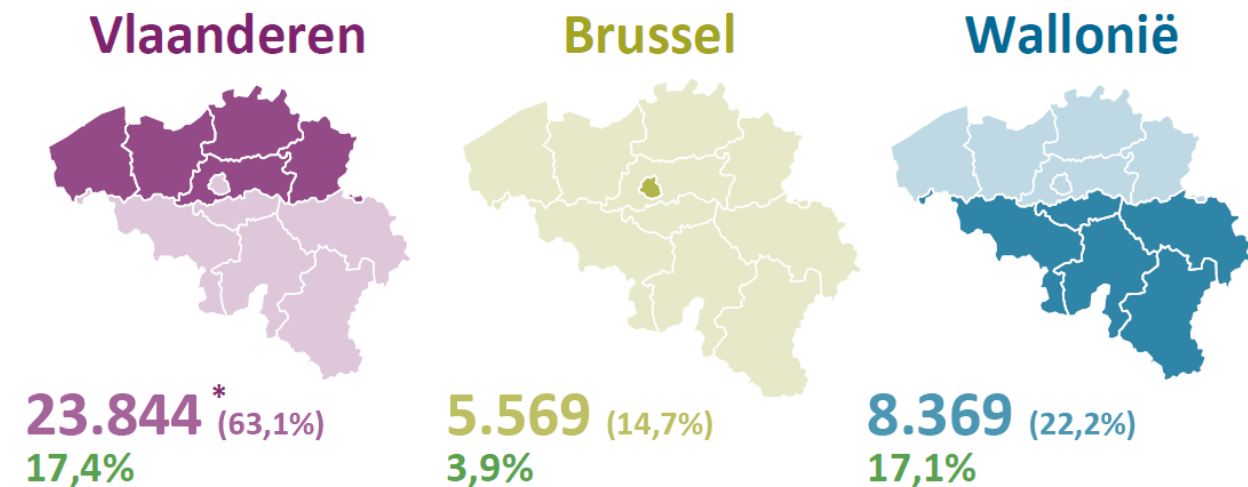 Vlaanderen
23.844 * (63,1%)
17,4%
Brussel
5.569 (14,7%)
3,9%
Wallonië
8.369 (22,2%)
17,1%